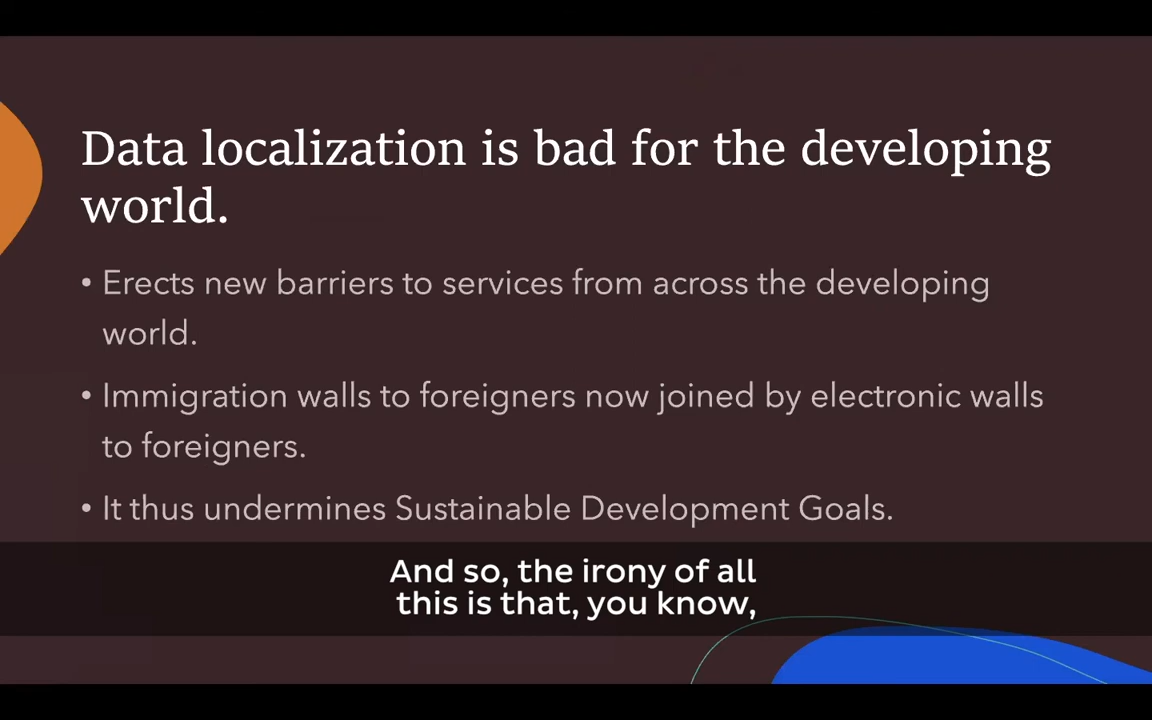 Data localization is bad for the developing
world.
• Erects new barriers to services from across the developing
world.
• Immigration walls to foreigners now joined by electronic walls
to foreigners.
• It thus undermines Sustainable Development Goals.
And so, the irony of all
this is that, you know,